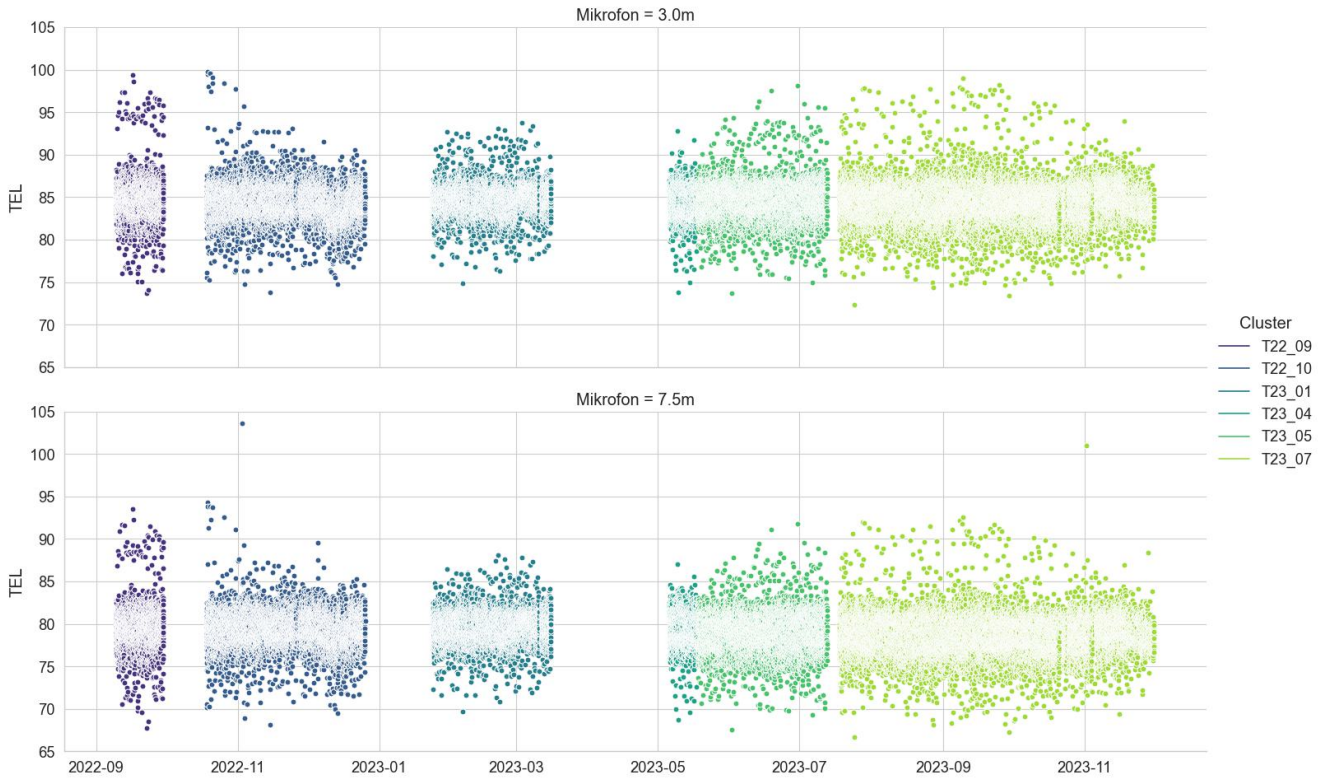 Mikrofon = 3.0m
105
100
95
90
85
80
75
70
65
TEL
Mikrofon = 7.5m
105
100
95
90
85
80
75
70
65
TEL
2022-09 2022-11 2023-01 2023-03 2023-05 2023-07 2023-09 2023-11
Cluster
T22_09
T22_10
T23_01
T23_04
T23_05
T23_07